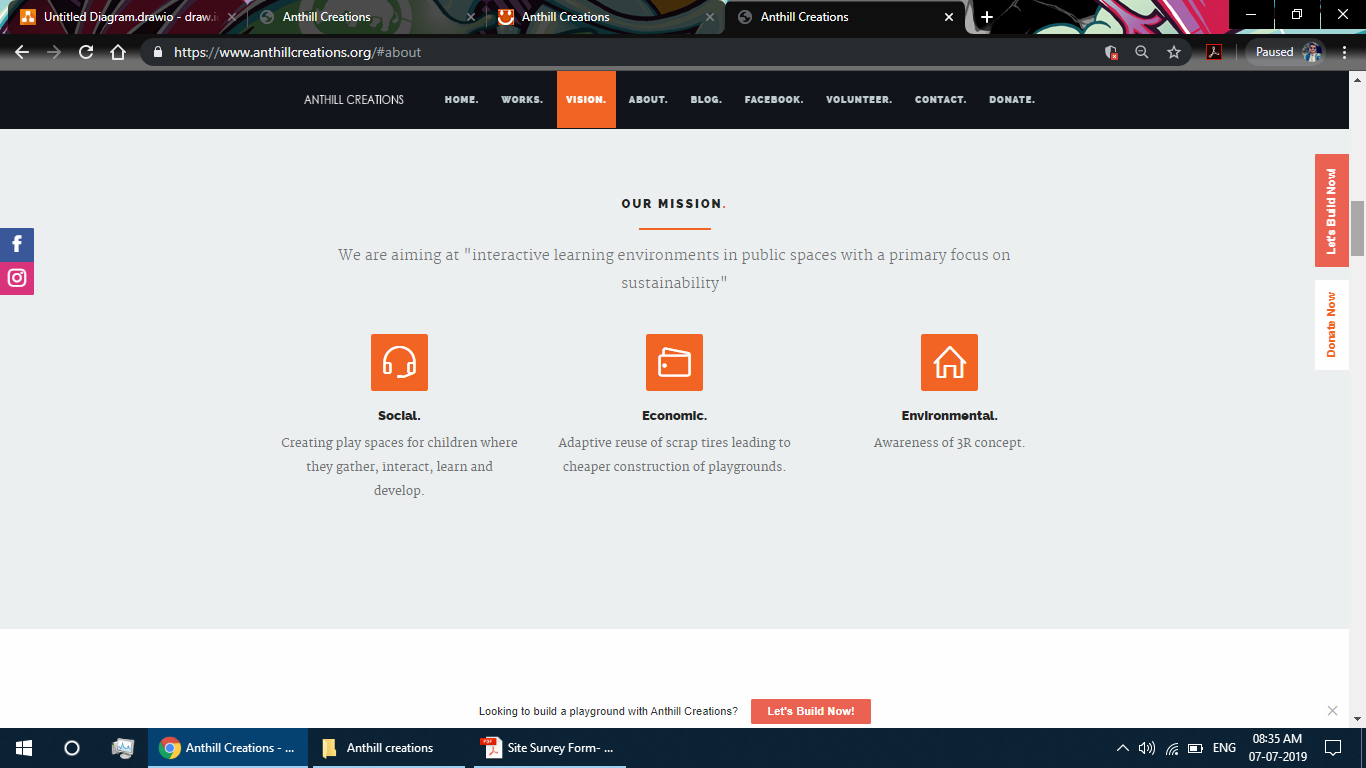 Untitled Diagram.drawio - draw.i
Anthill Creations
Anthill Creations
Anthill Creations
https://www.anthillcreations.org/#about
Paused
ANTHILL CREATIONS
HOME. WORKS. VISION. ABOUT. BLOG. FACEBOOK. VOLUNTEER. CONTACT. DONATE.
OUR MISSION.
We are aiming at "interactive learning environments in public spaces with a primary focus on
sustainability"
Social.
Creating play spaces for children where
they gather, interact, learn and
develop.
Economic.
Adaptive reuse of scrap tires leading to
cheaper construction of playgrounds.
Environmental.
Awareness of 3R concept.
Let's Build Now!
Donate Now
Looking to build a playground with Anthill Creations?
Let's Build Now!
Anthill Creations - ...
Anthill creations
Site Survey Form- ...
ENG
08:35 AM
07-07-2019